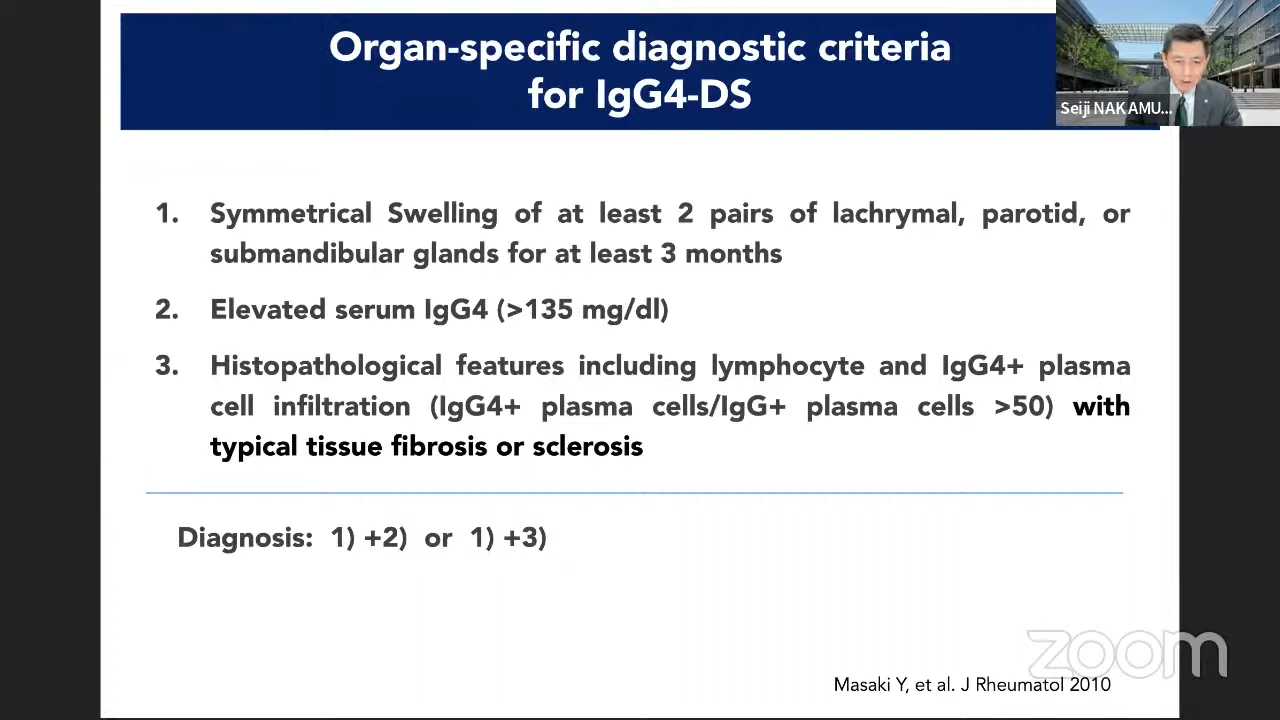 Organ-specific diagnostic criteria
for IgG4-DS
Seiji NAKAMU...
1. Symmetrical Swelling of at least 2 pairs of lachrymal, parotid, or
submandibular glands for at least 3 months
2. Elevated serum IgG4 (>135 mg/dl)
3. Histopathological features including lymphocyte and IgG4+ plasma
cell infiltration (IgG4+ plasma cells/IgG+ plasma cells >50) with
typical tissue fibrosis or sclerosis
Diagnosis: 1) +2) or 1) +3)
zoom
Masaki Y, et al. J Rheumatol 2010